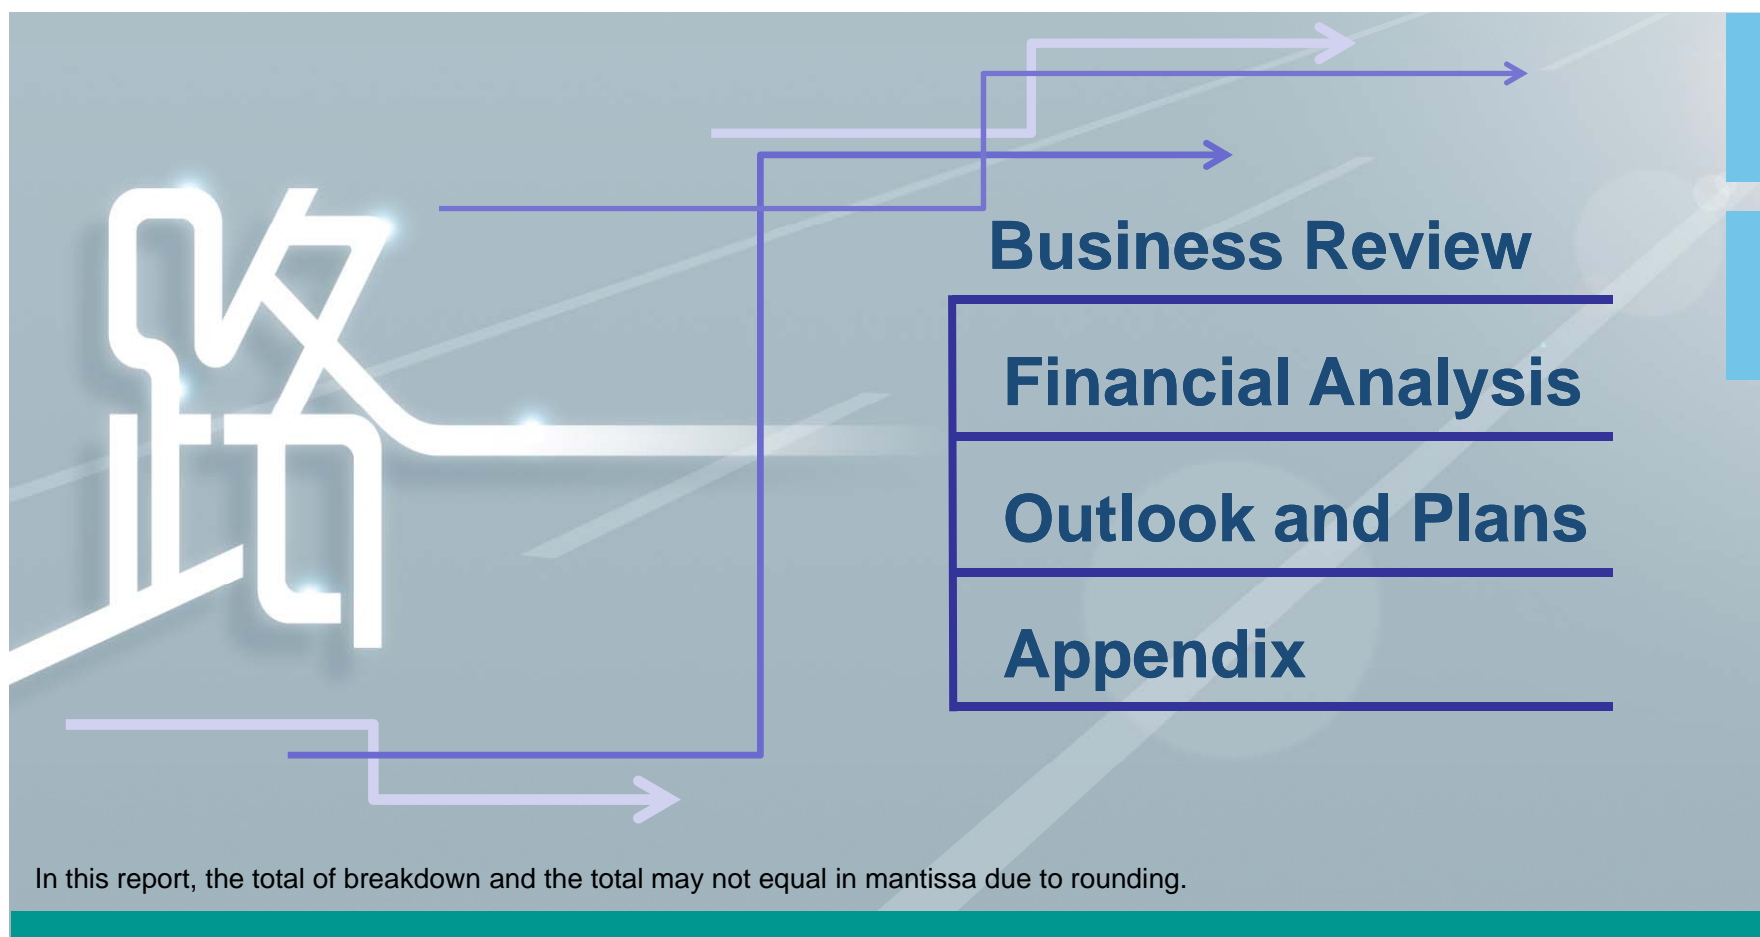 路
Business Review
Financial Analysis
Outlook and Plans
Appendix
In this report, the total of breakdown and the total may not equal in mantissa due to rounding.